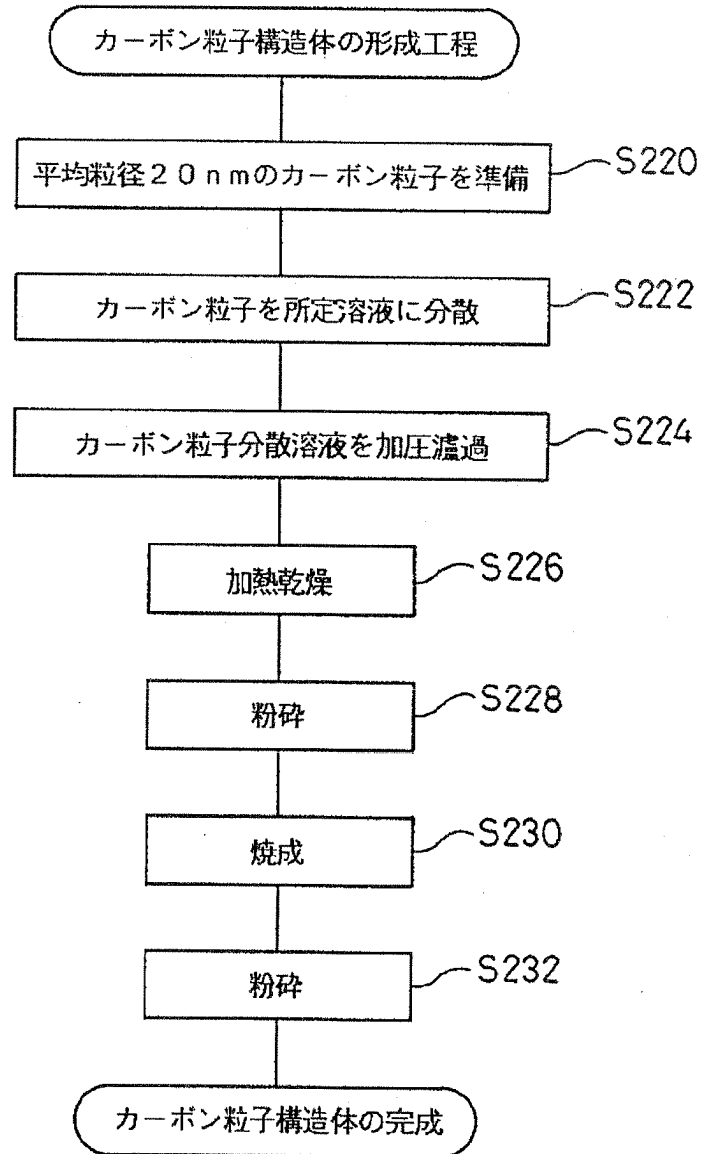 カーボン粒子構造体の形成工程
平均粒径20nmのカーボン粒子を準備
S220
カーボン粒子を所定溶液に分散
S222
カーボン粒子分散溶液を加圧濾過
S224
加熱乾燥
S226
粉砕
S228
焼成
S230
粉砕
S232
カーボン粒子構造体の完成